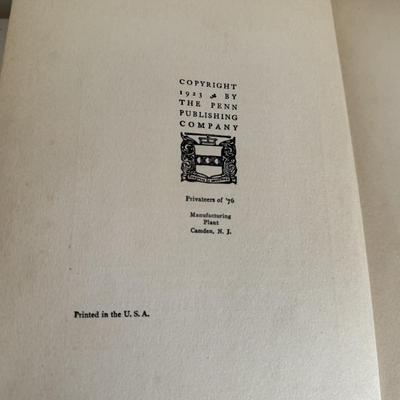 COPYRIGHT
1923 BY
THE PENN
PUBLISHING
COMPANY
Privateers of '76
Manufacturing
Plant
Camden, N. J.
Printed in the U. S. A.